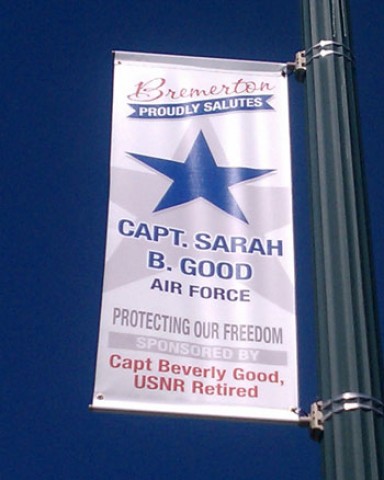 Bremerton
PROUDLY SALUTES
CAPT. SARAH
B. GOOD
AIR FORCE
PROTECTING OUR FREEDOM
SPONSORED BY
Capt Beverly Good,
USNR Retired